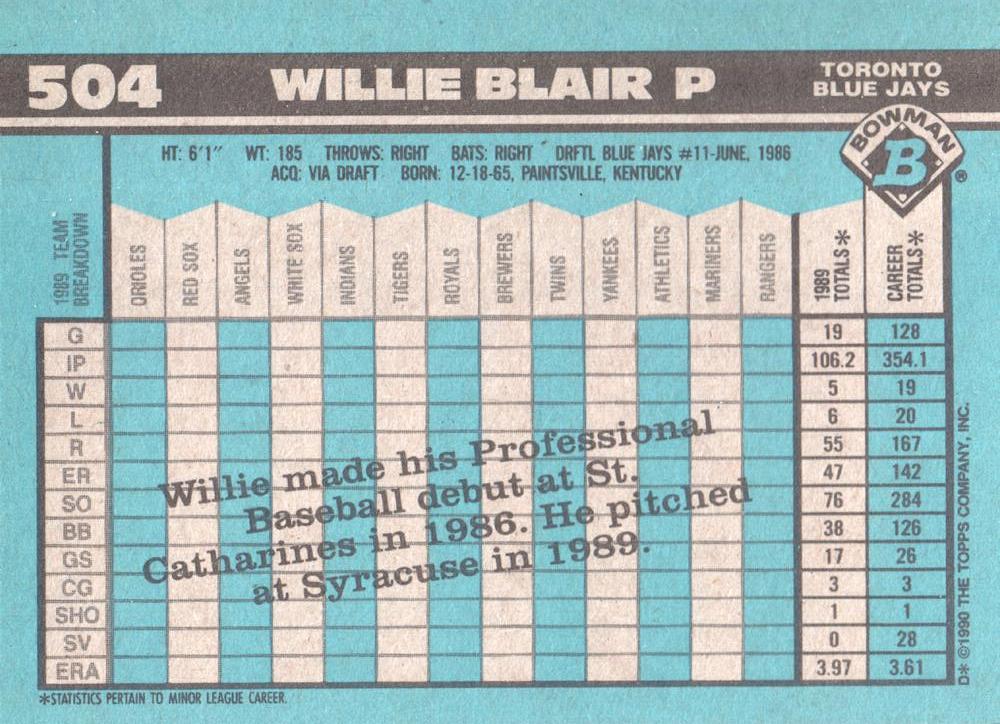 504 WILLIE BLAIR P TORONTO
BLUE JAYS
BOWMAN
B
®
HT: 6'1" WT: 185 THROWS: RIGHT BATS: RIGHT DRFTL BLUE JAYS #11-JUNE, 1986
ACQ: VIA DRAFT BORN: 12-18-65, PAINTSVILLE, KENTUCKY
1989 TEAM
BREAKDOWN
ORIOLES
RED SOX
ANGELS
WHITE SOX
INDIANS
TIGERS
ROYALS
BREWERS
TWINS
YANKEES
ATHLETICS
MARINERS
RANGERS
1989
TOTALS*
CAREER
TOTALS*
G 19 128
IP 106.2 354.1
W 5 19
L 6 20
R 55 167
ER 47 142
SO 76 284
BB 38 126
GS 17 26
CG 3 3
SHO 1 1
SV 0 28
ERA 3.97 3.61
Willie made his Professional
Baseball debut at St.
Catharines in 1986. He pitched
at Syracuse in 1989.
*STATISTICS PERTAIN TO MINOR LEAGUE CAREER.
D* ©1990 THE TOPPS COMPANY, INC.